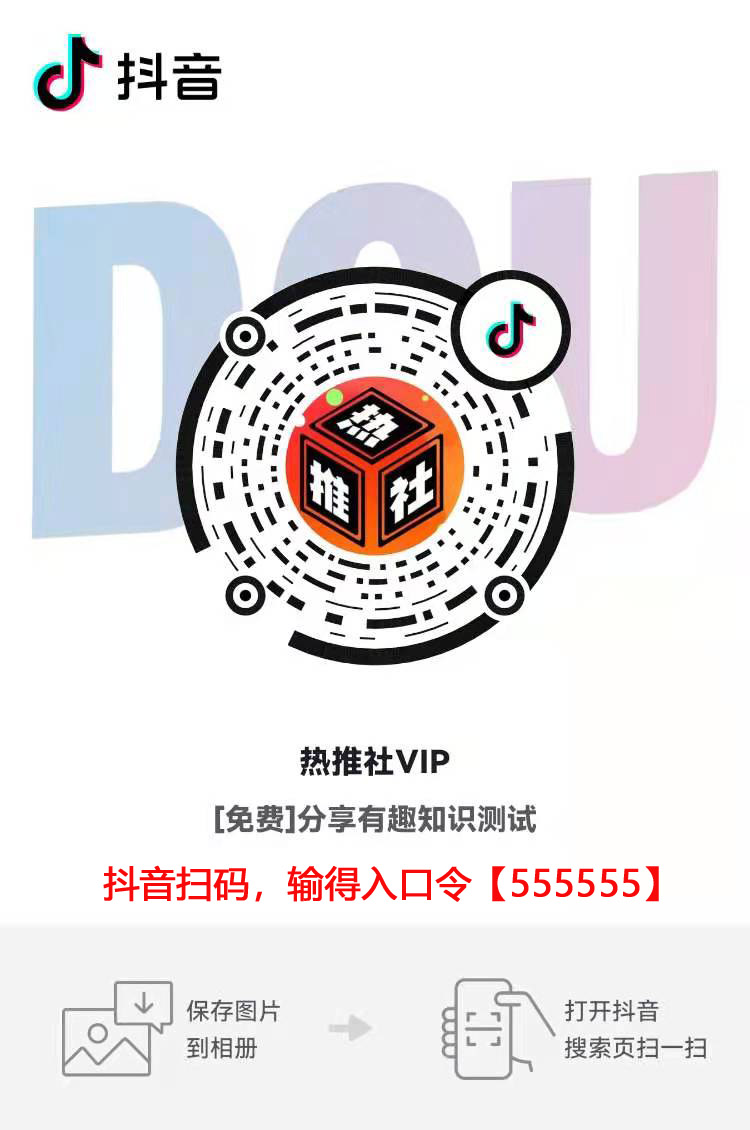 抖音
DOU
热
推 社
热推社VIP
[免费]分享有趣知识测试
抖音扫码，输得入口令【555555】
保存图片
到相册
打开抖音
搜索页扫一扫